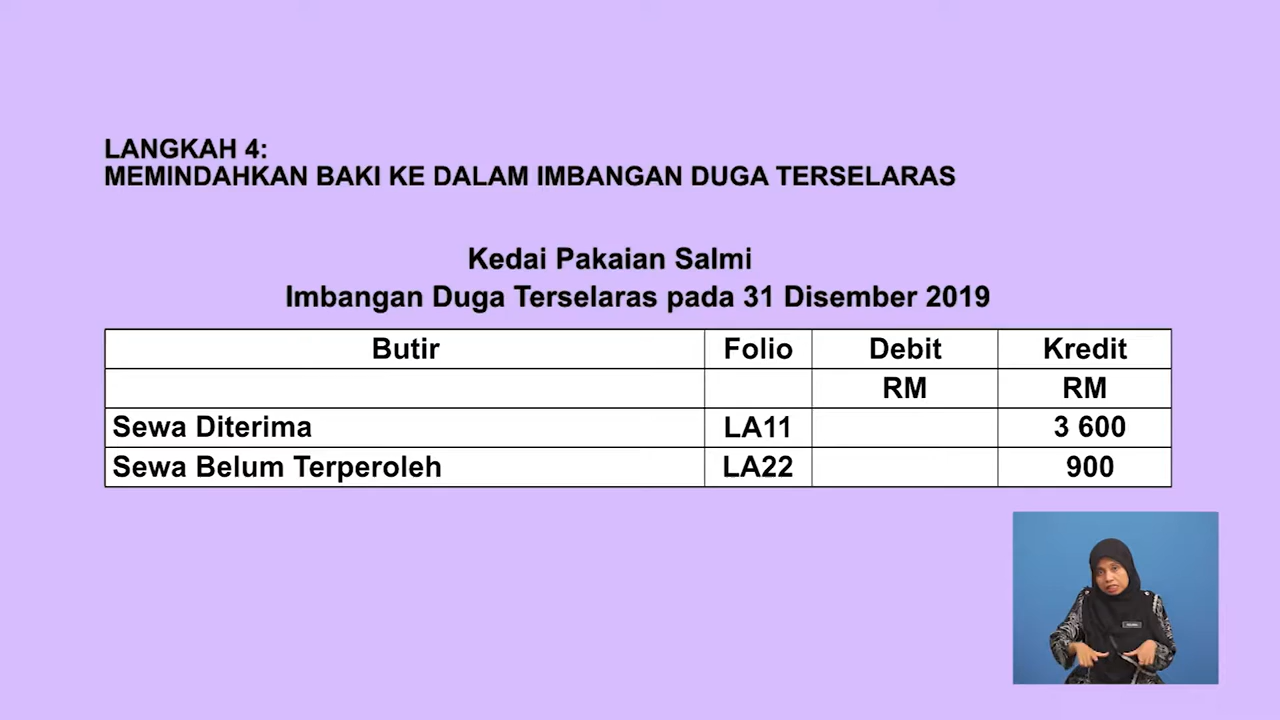 LANGKAH 4:
MEMINDAHKAN BAKI KE DALAM IMBANGAN DUGA TERSELARAS
Kedai Pakaian Salmi
Imbangan Duga Terselaras pada 31 Disember 2019
Butir Folio Debit Kredit
RM RM
Sewa Diterima LA11 3 600
Sewa Belum Terperoleh LA22 900